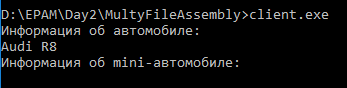 D:\EPAM\Day2\MultyFileAssembly>client.exe
Информация об автомобиле:
Audi R8
Информация об mini-автомобиле: